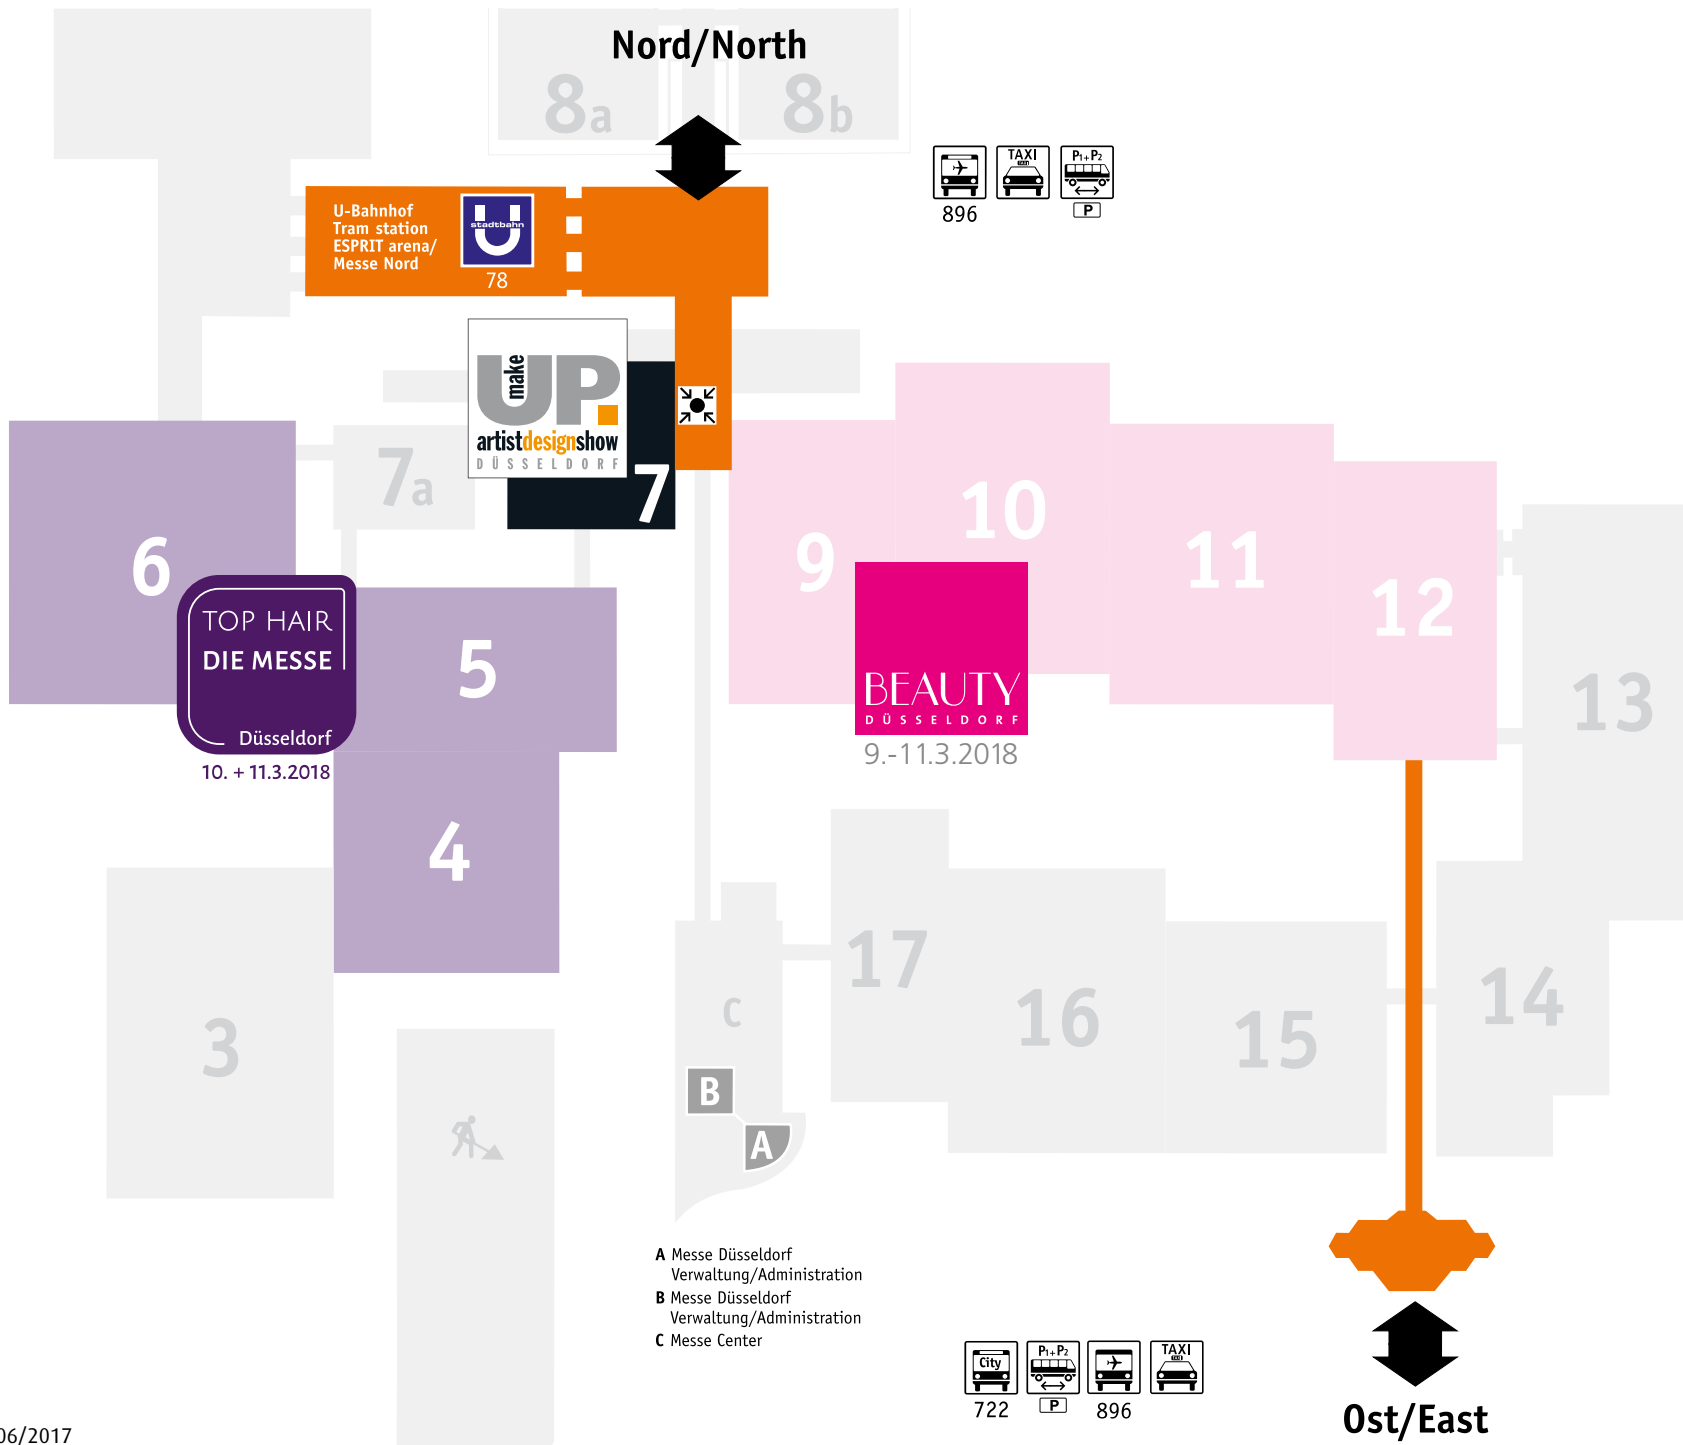 Nord/North
8a
8b
TAXI
P1+P2
896
P
U-Bahnhof
Tram station
ESPRIT arena/
Messe Nord
stadtbahn
78
make
UP.
artistdesignshow
DÜSSELDORF
7
7a
6
TOP HAIR
DIE MESSE
Düsseldorf
10. + 11.3.2018
5
4
3
9
10
11
12
13
BEAUTY
DÜSSELDORF
9.-11.3.2018
17
16
15
14
C
B
A
A Messe Düsseldorf
Verwaltung/Administration
B Messe Düsseldorf
Verwaltung/Administration
C Messe Center
City
P1+P2
TAXI
722
P
896
Ost/East
06/2017